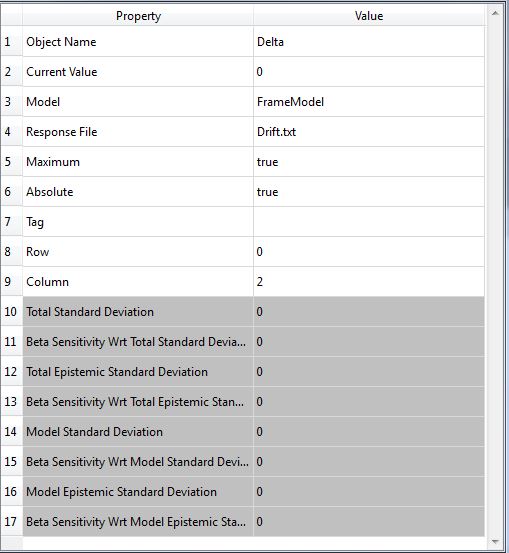 Property Value
1 Object Name Delta
2 Current Value 0
3 Model FrameModel
4 Response File Drift.txt
5 Maximum true
6 Absolute true
7 Tag
8 Row 0
9 Column 2
10 Total Standard Deviation 0
11 Beta Sensitivity Wrt Total Standard Devia... 0
12 Total Epistemic Standard Deviation 0
13 Beta Sensitivity Wrt Total Epistemic Stan... 0
14 Model Standard Deviation 0
15 Beta Sensitivity Wrt Model Standard Devi... 0
16 Model Epistemic Standard Deviation 0
17 Beta Sensitivity Wrt Model Epistemic Sta... 0